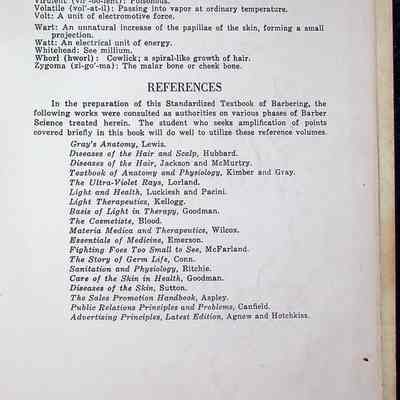 Virulent (vir'-oo-lent): Poisonous.
Volatile (vol'-at-il): Passing into vapor at ordinary temperature.
Volt: A unit of electromotive force.
Wart: An unnatural increase of the papillae of the skin, forming a small
projection.
Watt: An electrical unit of energy.
Whitehead: See millium.
Whorl (hworl): Cowlick; a spiral-like growth of hair.
Zygoma (zi-go'-ma): The malar bone or cheek bone.
REFERENCES
In the preparation of this Standardized Textbook of Barbering, the
following works were consulted as authorities on various phases of Barber
Science treated herein. The student who seeks amplification of points
covered briefly in this book will do well to utilize these reference volumes.
Gray's Anatomy, Lewis.
Diseases of the Hair and Scalp, Hubbard.
Diseases of the Hair, Jackson and McMurtry.
Textbook of Anatomy and Physiology, Kimber and Gray.
The Ultra-Violet Rays, Lorland.
Light and Health, Luckiesh and Pacini.
Light Therapeutics, Kellogg.
Basis of Light in Therapy, Goodman.
The Cosmetists, Blood.
Materia Medica and Therapeutics, Wilcos.
Essentials of Medicine, Emerson.
Fighting Foes Too Small to See, McFarland.
The Story of Germ Life, Conn.
Sanitation and Physiology, Ritchie.
Care of the Skin in Health, Goodman.
Diseases of the Skin, Sutton.
The Sales Promotion Handbook, Aspley.
Public Relations Principles and Problems, Canfield.
Advertising Principles, Latest Edition, Agnew and Hotchkiss.